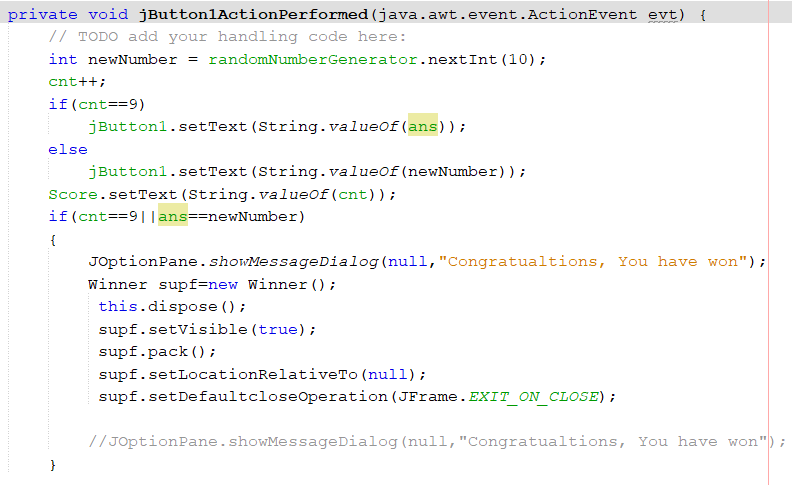 private void jButton1ActionPerformed(java.awt.event.ActionEvent evt) {
// TODO add your handling code here:
int newNumber = randomNumberGenerator.nextInt(10);
cnt++;
if(cnt==9)
jButton1.setText(String.valueOf(ans));
else
jButton1.setText(String.valueOf(newNumber));
Score.setText(String.valueOf(cnt));
if(cnt==9||ans==newNumber)
{
JOptionPane.showMessageDialog(null,"Congratualtions, You have won");
Winner supf=new Winner();
this.dispose();
supf.setVisible(true);
supf.pack();
supf.setLocationRelativeTo(null);
supf.setDefaultcloseOperation(JFrame.EXIT_ON_CLOSE);
//JOptionPane.showMessageDialog(null,"Congratualtions, You have won");
}